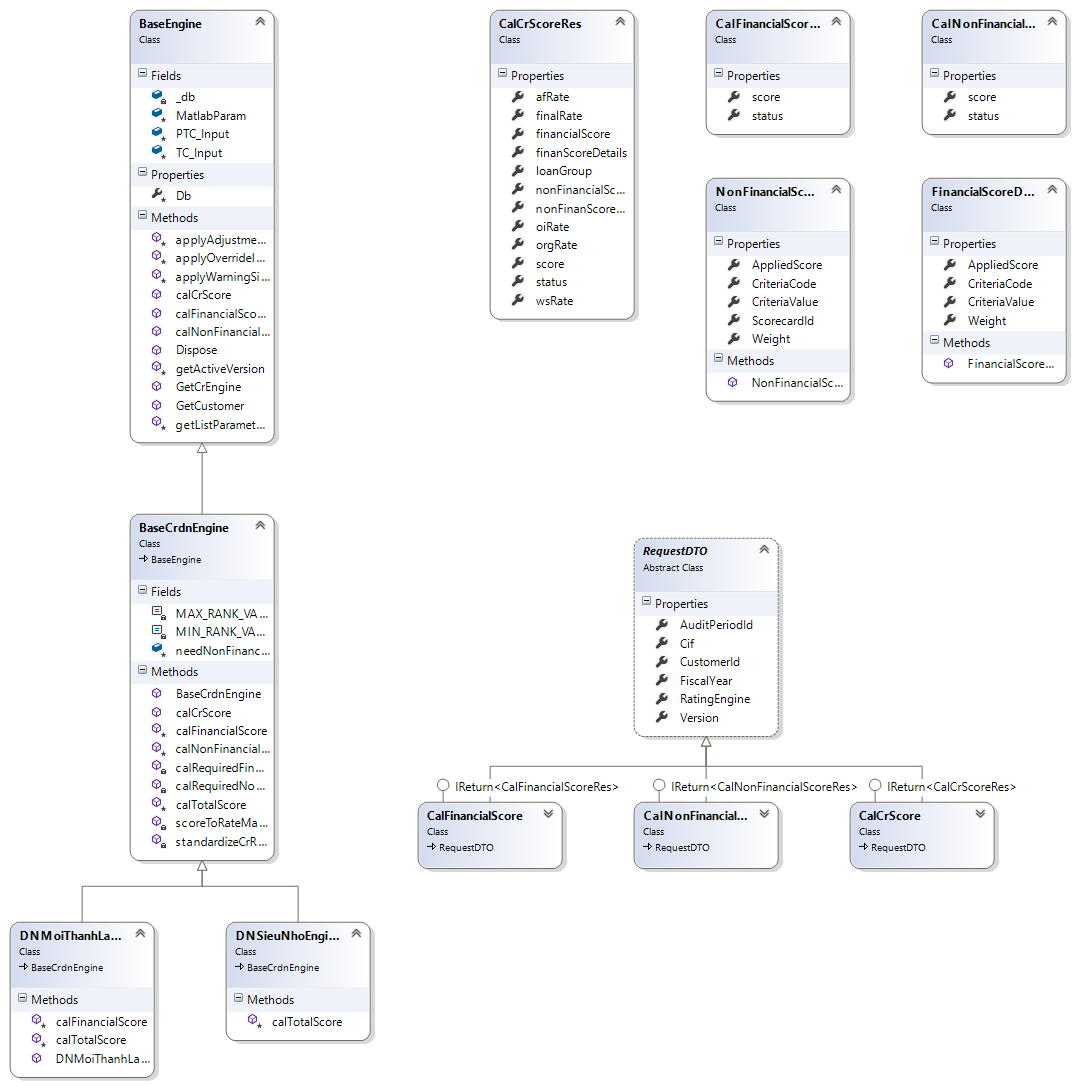 BaseEngine
Class
Fields
_db
MatlabParam
PTC_Input
TC_Input
Properties
Db
Methods
applyAdjustme...
applyOverrideI...
applyWarningSi...
calCrScore
calFinancialSco...
calNonFinancial...
Dispose
getActiveVersion
GetCrEngine
GetCustomer
getListParamet...
CalCrScoreRes
Class
Properties
afRate
finalRate
financialScore
finanScoreDetails
loanGroup
nonFinancialSc...
nonFinanScore...
oiRate
orgRate
score
status
wsRate
CalFinancialScor...
Class
Properties
score
status
CalNonFinancial...
Class
Properties
score
status
NonFinancialSc...
Class
Properties
AppliedScore
CriteriaCode
CriteriaValue
ScorecardId
Weight
Methods
NonFinancialSc...
FinancialScoreD...
Class
Properties
AppliedScore
CriteriaCode
CriteriaValue
Weight
Methods
FinancialScore...
BaseCrdnEngine
Class
BaseEngine
Fields
MAX_RANK_VA...
MIN_RANK_VA...
needNonFinanc...
Methods
BaseCrdnEngine
calCrScore
calFinancialScore
calNonFinancial...
calRequiredFin...
calRequiredNo...
calTotalScore
scoreToRateMa...
standardizeCrR...
RequestDTO
Abstract Class
Properties
AuditPeriodId
Cif
CustomerId
FiscalYear
RatingEngine
Version
IReturn<CalFinancialScoreRes>
CalFinancialScore
Class
RequestDTO
IReturn<CalNonFinancialScoreRes>
CalNonFinancial...
Class
RequestDTO
IReturn<CalCrScoreRes>
CalCrScore
Class
RequestDTO
DNMoiThanhLa...
Class
BaseCrdnEngine
Methods
calFinancialScore
calTotalScore
DNMoiThanhLa...
DNSieuNhoEngi...
Class
BaseCrdnEngine
Methods
calTotalScore